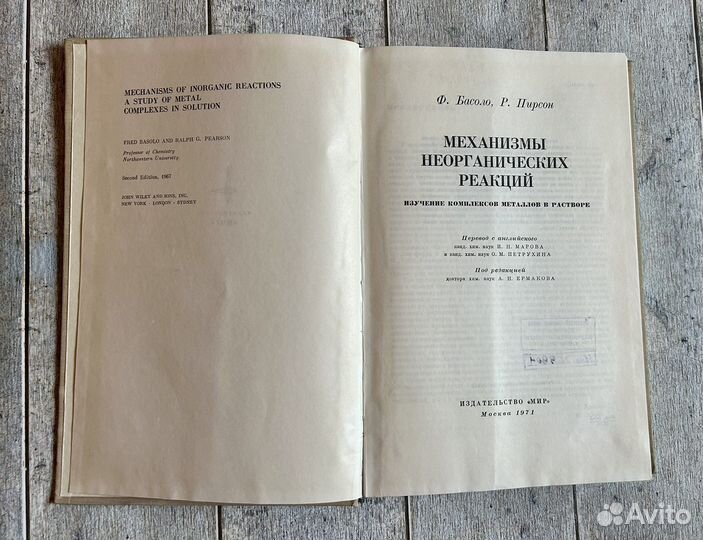 MECHANISMS OF INORGANIC REACTIONS
A STUDY OF METAL
COMPLEXES IN SOLUTION
FRED BASOLO AND RALPH G. PEARSON
Professor of Chemistry
Northwestern University
Second Edition, 1967
JOHN WILEY AND SONS, INC.
NEW YORK · LONDON · SYDNEY
Ф. Басоло, Р. Пирсон
МЕХАНИЗМЫ
НЕОРГАНИЧЕСКИХ
РЕАКЦИЙ
ИЗУЧЕНИЕ КОМПЛЕКСОВ МЕТАЛЛОВ В РАСТВОРЕ
Перевод с английского
канд. хим. наук И. Н. МАРОВА
и канд. хим. наук О. М. ПЕТРУХИНА
Под редакцией
доктора хим. наук А. Н. ЕРМАКОВА
ИЗДАТЕЛЬСТВО «МИР»
Москва 1971
Avito